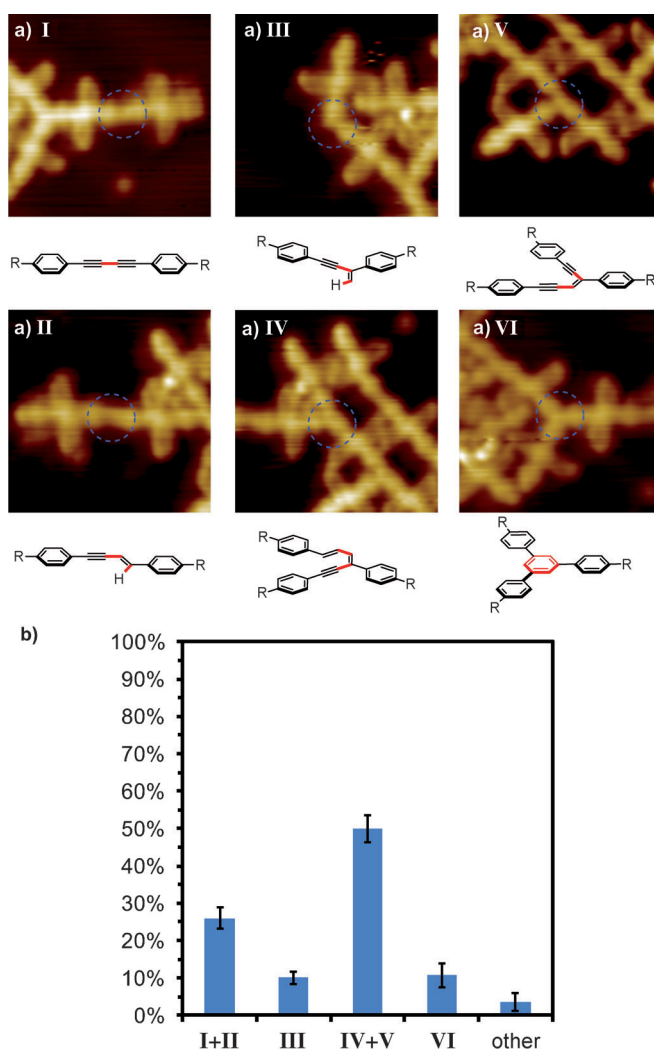 a) I
a) III
a) V
R R
R R H
R R R
a) II
a) IV
a) VI
R R H
R R R
R R R
b)
100%
90%
80%
70%
60%
50%
40%
30%
20%
10%
0%
I+II III IV+V VI other